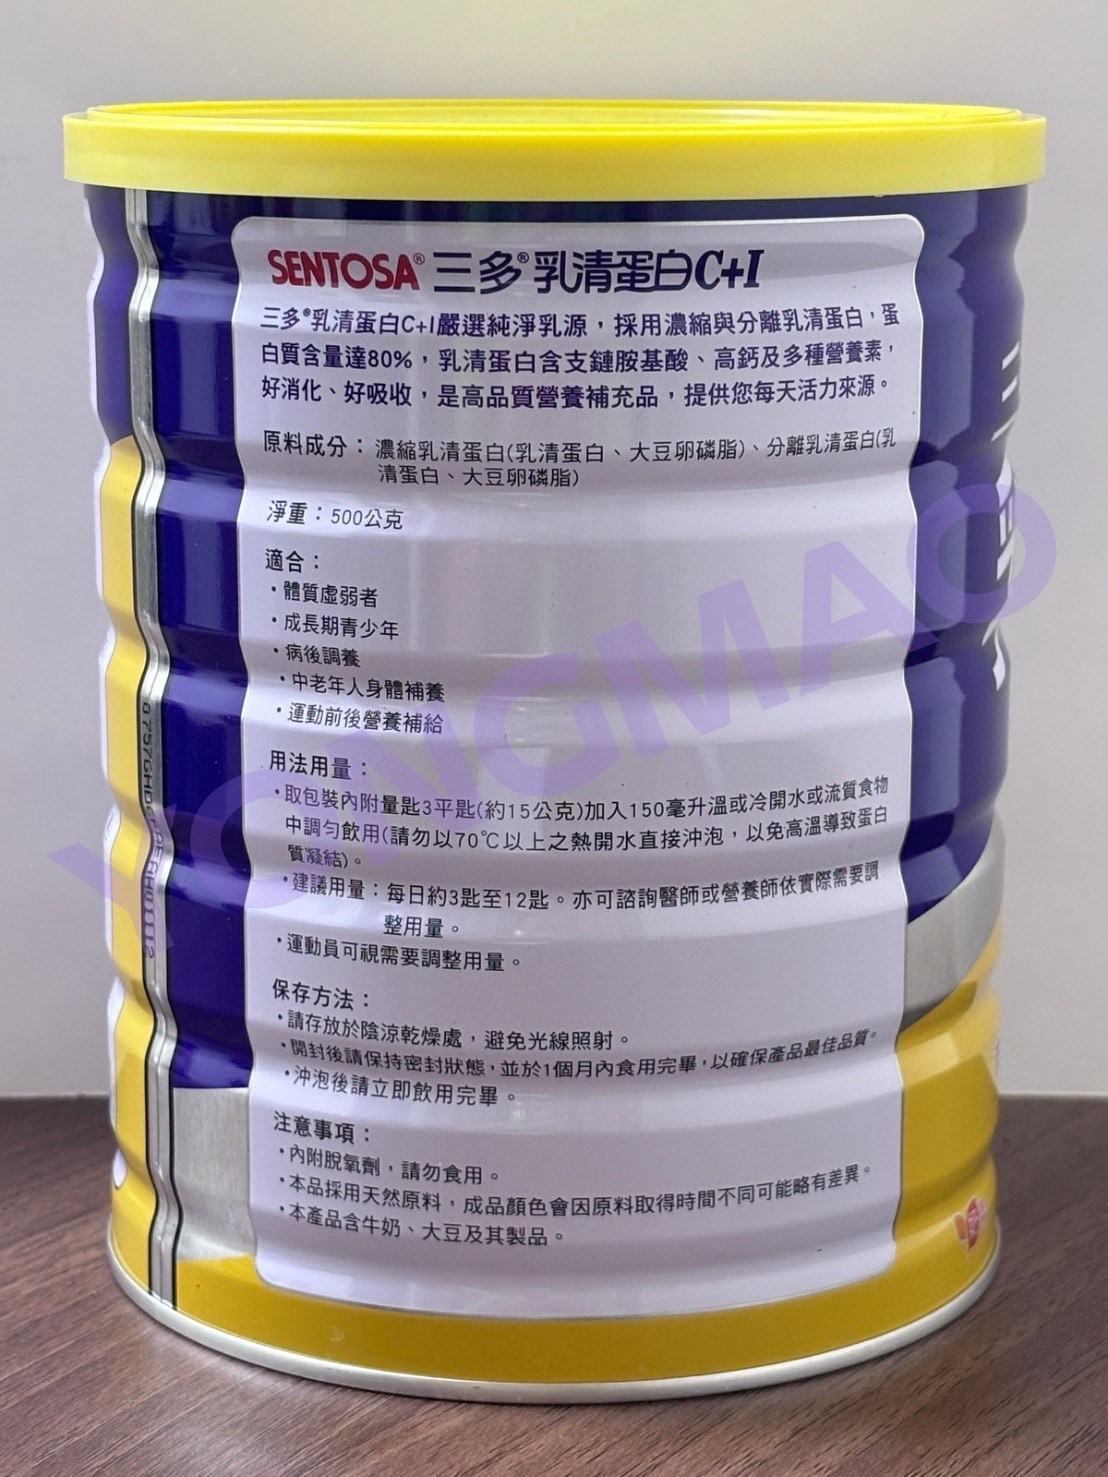 SENTOSA® 三多®乳清蛋白C+I
三多®乳清蛋白C+I嚴選純淨乳源，採用濃縮與分離乳清蛋白，蛋
白質含量達80%，乳清蛋白含支鏈胺基酸、高鈣及多種營養素，
好消化、好吸收，是高品質營養補充品，提供您每天活力來源。
原料成分：濃縮乳清蛋白(乳清蛋白、大豆卵磷脂)、分離乳清蛋白(乳
清蛋白、大豆卵磷脂)
淨重：500公克
適合：
・體質虛弱者
・成長期青少年
・病後調養
・中老年人身體補養
・運動前後營養補給
用法用量：
・取包裝內附量匙3平匙(約15公克)加入150毫升溫或冷開水或流質食物
中調勻飲用(請勿以70℃以上之熱開水直接沖泡，以免高溫導致蛋白
質凝結)。
・建議用量：每日約3匙至12匙。亦可諮詢醫師或營養師依實際需要調
整用量。
・運動員可視需要調整用量。
保存方法：
・請存放於陰涼乾燥處，避免光線照射。
・開封後請保持密封狀態，並於1個月內食用完畢，以確保產品最佳品質。
・沖泡後請立即飲用完畢。
注意事項：
・內附脫氧劑，請勿食用。
・本品採用天然原料，成品顏色會因原料取得時間不同可能略有差異。
・本產品含牛奶、大豆及其製品。
YONGMAO